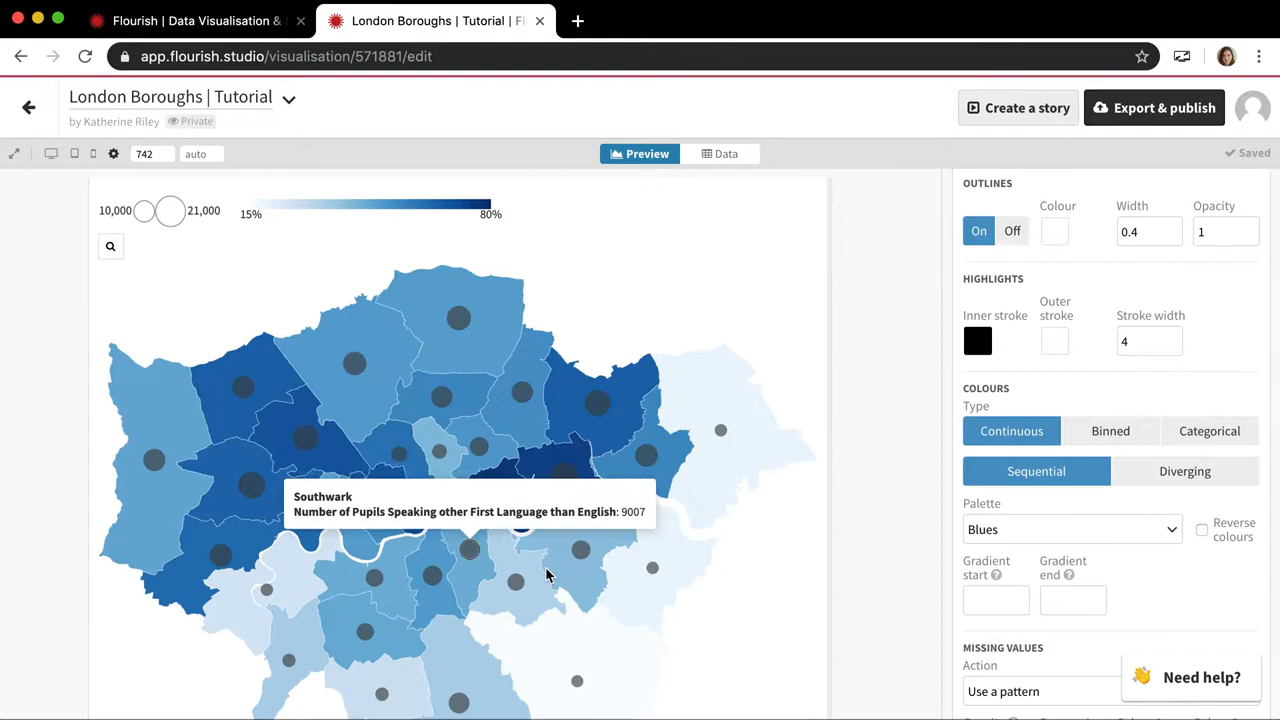 Flourish | Data Visualisation &
London Boroughs | Tutorial | F
app.flourish.studio/visualisation/571881/edit
London Boroughs | Tutorial
by Katherine Riley
Private
Create a story
Export & publish
742
auto
Preview
Data
Saved
10,000
21,000
15%
80%
Southwark
Number of Pupils Speaking other First Language than English: 9007
OUTLINES
On
Off
Colour
Width
0.4
Opacity
1
HIGHLIGHTS
Inner stroke
Outer
stroke
Stroke width
4
COLOURS
Type
Continuous
Binned
Categorical
Sequential
Diverging
Palette
Blues
Reverse
colours
Gradient
start
Gradient
end
MISSING VALUES
Action
Use a pattern
Need help?